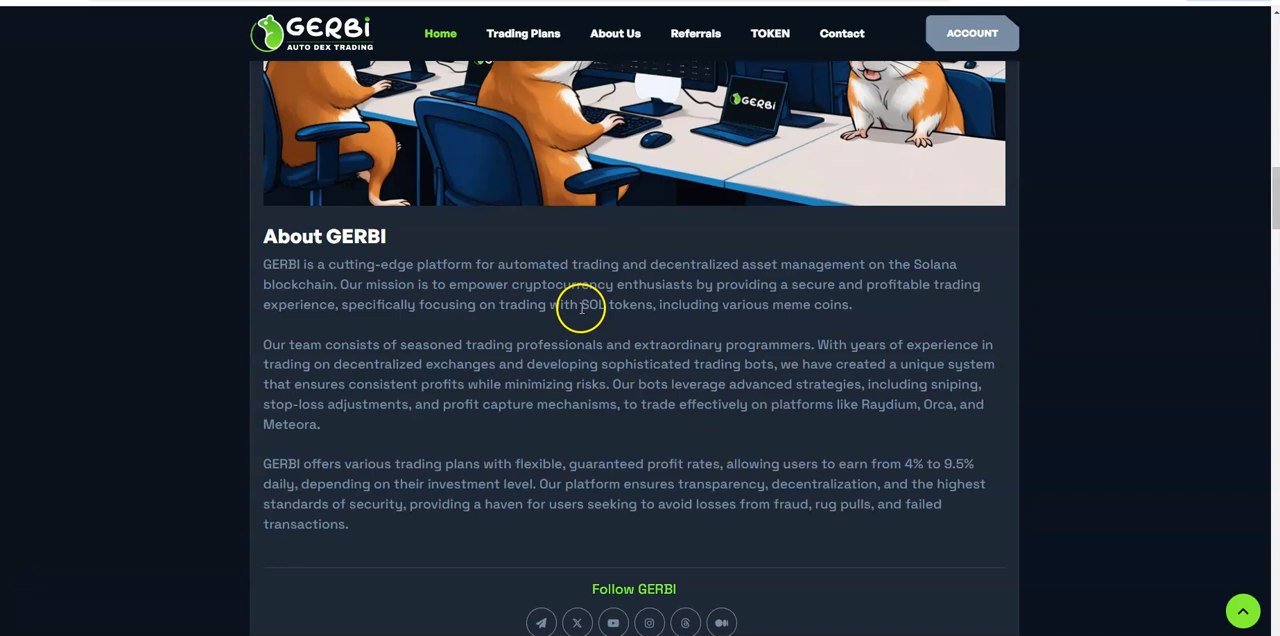 GERBi
AUTO DEX TRADING
Home
Trading Plans
About Us
Referrals
TOKEN
Contact
ACCOUNT
GERBi
About GERBI
GERBI is a cutting-edge platform for automated trading and decentralized asset management on the Solana
blockchain. Our mission is to empower cryptocurrency enthusiasts by providing a secure and profitable trading
experience, specifically focusing on trading with SOL tokens, including various meme coins.
Our team consists of seasoned trading professionals and extraordinary programmers. With years of experience in
trading on decentralized exchanges and developing sophisticated trading bots, we have created a unique system
that ensures consistent profits while minimizing risks. Our bots leverage advanced strategies, including sniping,
stop-loss adjustments, and profit capture mechanisms, to trade effectively on platforms like Raydium, Orca, and
Meteora.
GERBI offers various trading plans with flexible, guaranteed profit rates, allowing users to earn from 4% to 9.5%
daily, depending on their investment level. Our platform ensures transparency, decentralization, and the highest
standards of security, providing a haven for users seeking to avoid losses from fraud, rug pulls, and failed
transactions.
Follow GERBI